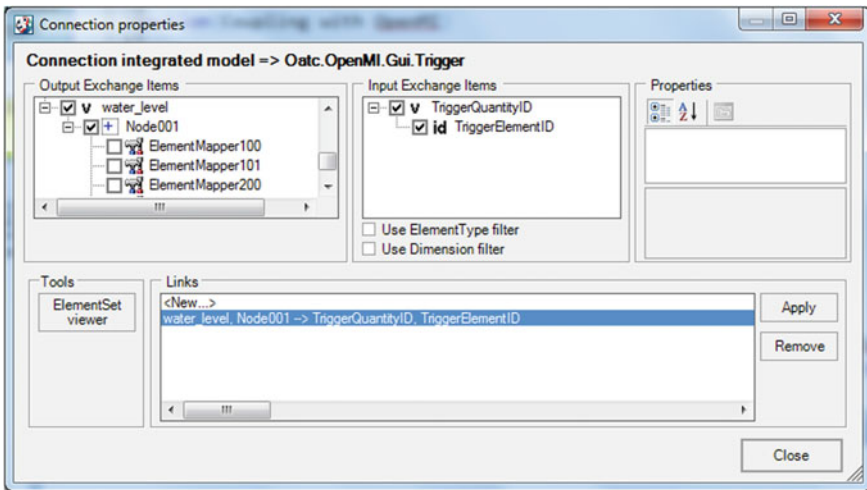 Connection properties
Connection integrated model => Oatc.OpenMI.Gui.Trigger
Output Exchange Items
v water_level
Node001
ElementMapper100
ElementMapper101
ElementMapper200
Input Exchange Items
v TriggerQuantityID
id TriggerElementID
Use ElementType filter
Use Dimension filter
Properties
Tools
ElementSet
viewer
Links
<New...>
water_level, Node001 --> TriggerQuantityID, TriggerElementID
Apply
Remove
Close